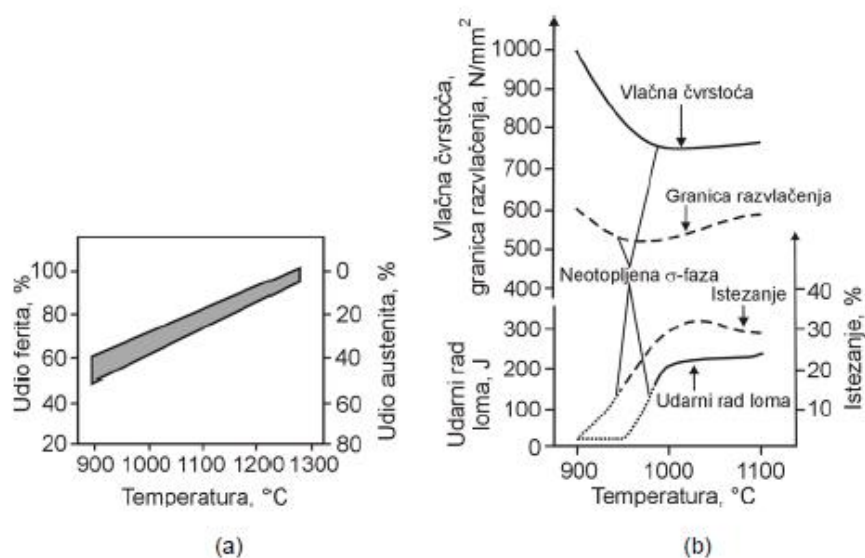 Udio ferita, %
100
80
60
40
20
0
20
40
60
80
Udio austenita, %
900 1000 1100 1200 1300
Temperatura, °C
(a)
Vlačna čvrstoća,
granica razvlačenja, N/mm²
1000
900
800
700
600
500
400
300
200
100
0
Udarni rad
loma, J
Vlačna čvrstoća
Granica razvlačenja
Neotopljena σ-faza
Istezanje
Udarni rad loma
40
30
20
10
Istezanje, %
900 1000 1100
Temperatura, °C
(b)